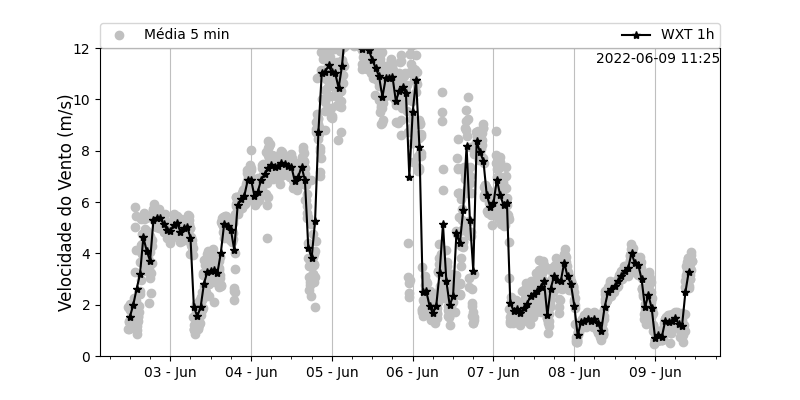 Média 5 min
WXT 1h
2022-06-09 11:25
Velocidade do Vento (m/s)
12
10
8
6
4
2
0
03 - Jun
04 - Jun
05 - Jun
06 - Jun
07 - Jun
08 - Jun
09 - Jun